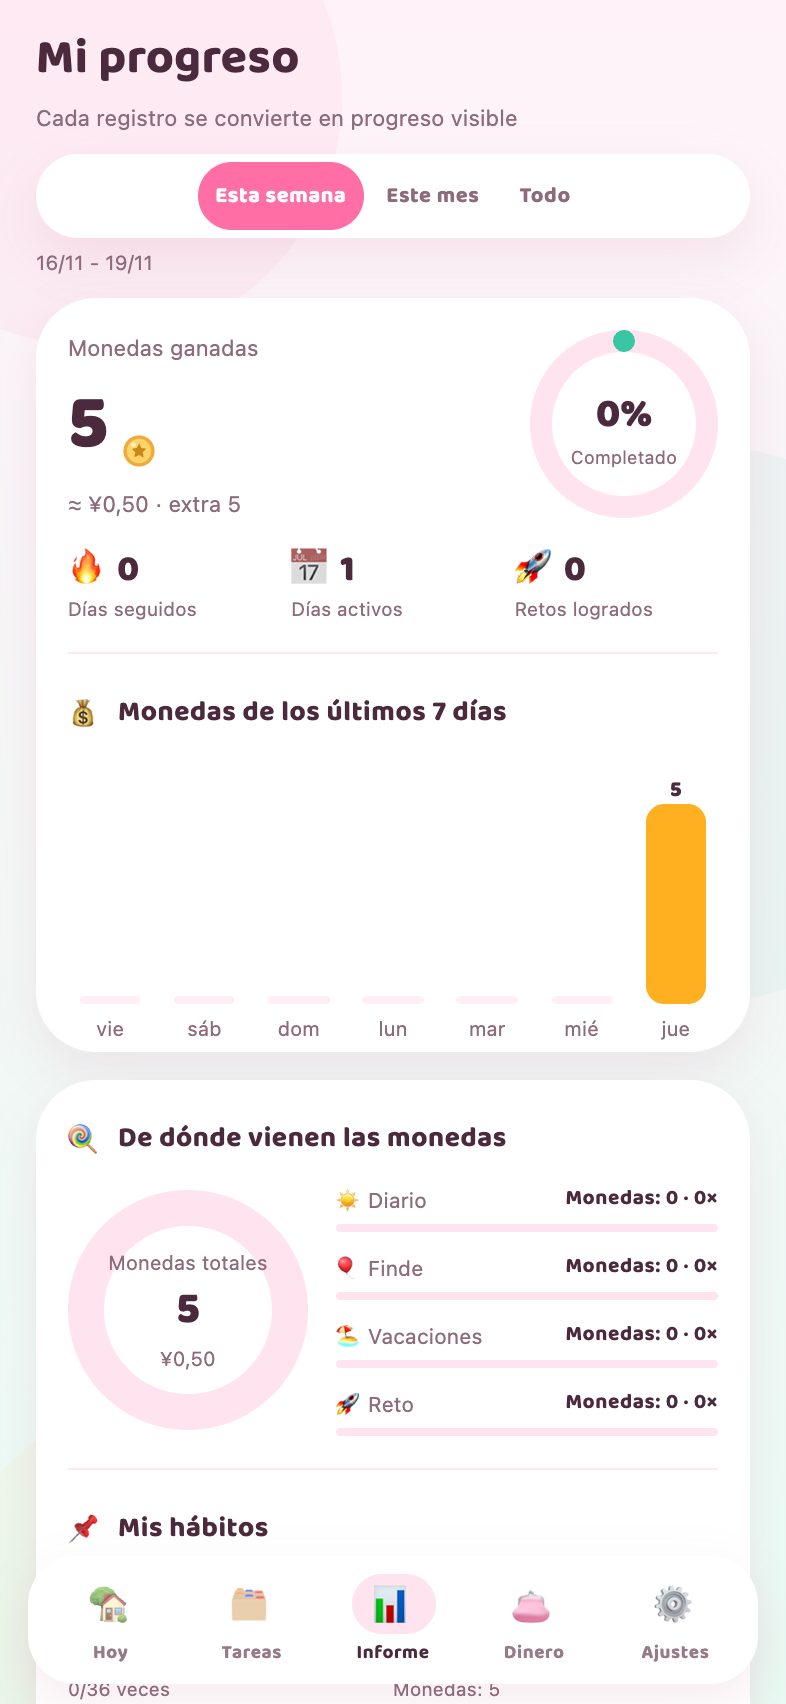 Mi progreso
Cada registro se convierte en progreso visible
Esta semana Este mes Todo
16/11 - 19/11
Monedas ganadas
5
≈ ¥0,50 · extra 5
0%
Completado
0
Días seguidos
JUL 17
1
Días activos
0
Retos logrados
Monedas de los últimos 7 días
5
vie sáb dom lun mar mié jue
De dónde vienen las monedas
Monedas totales
5
¥0,50
Diario Monedas: 0 · 0×
Finde Monedas: 0 · 0×
Vacaciones Monedas: 0 · 0×
Reto Monedas: 0 · 0×
Mis hábitos
Hoy Tareas Informe Dinero Ajustes
0/36 veces Monedas: 5